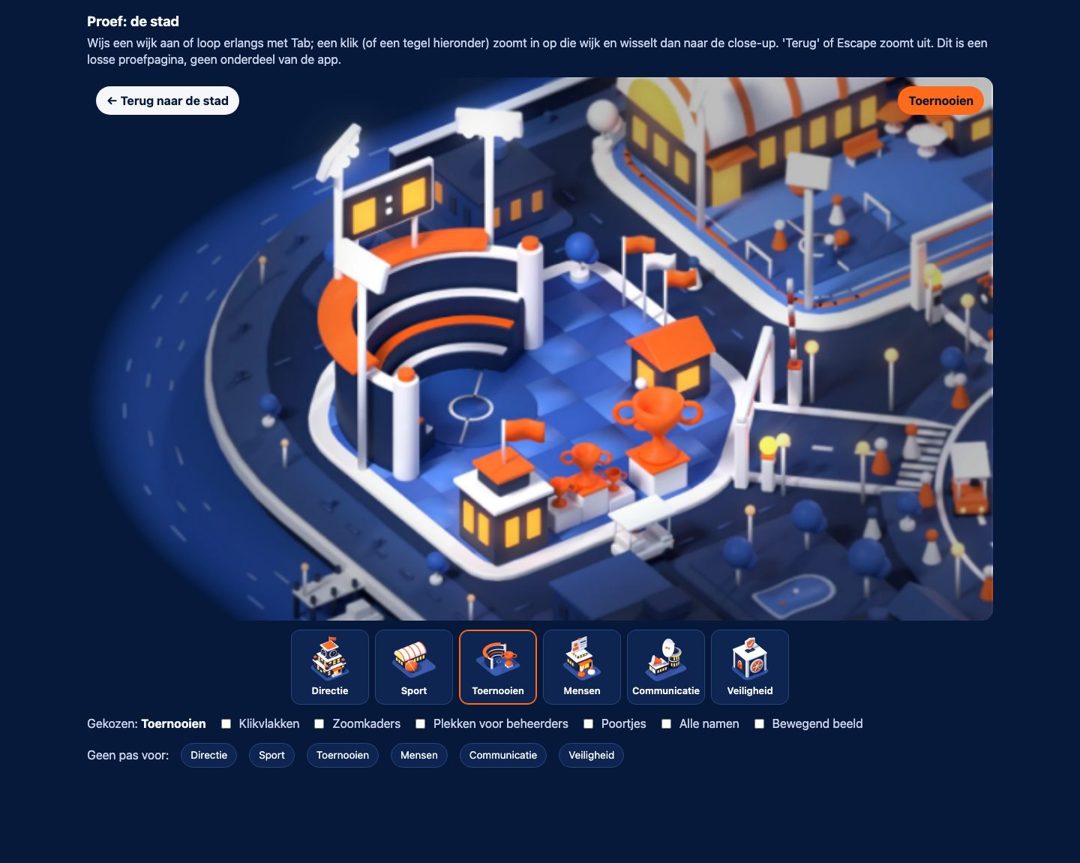 Proef: de stad
Wijs een wijk aan of loop erlangs met Tab; een klik (of een tegel hieronder) zoomt in op die wijk en wisselt dan naar de close-up. 'Terug' of Escape zoomt uit. Dit is een
losse proefpagina, geen onderdeel van de app.
← Terug naar de stad
Toernooien
Directie
Sport
Toernooien
Mensen
Communicatie
Veiligheid
Gekozen: Toernooien Klikvlakken Zoomkaders Plekken voor beheerders Poortjes Alle namen Bewegend beeld
Geen pas voor: Directie Sport Toernooien Mensen Communicatie Veiligheid